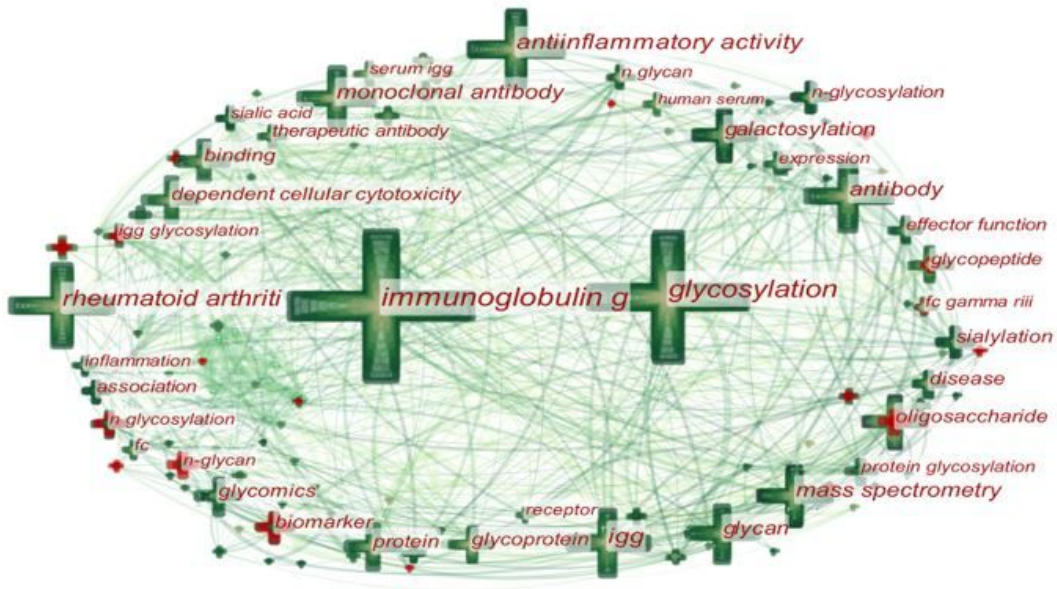 antiinflammatory activity
serum igg
n glycan
monoclonal antibody
human serum
n-glycosylation
sialic acid
therapeutic antibody
galactosylation
binding
expression
dependent cellular cytotoxicity
antibody
igg glycosylation
effector function
glycopeptide
rheumatoid arthriti
immunoglobulin g
glycosylation
fc gamma riii
sialylation
inflammation
association
disease
n glycosylation
oligosaccharide
fc
n-glycan
protein glycosylation
glycomics
mass spectrometry
receptor
biomarker
protein
glycoprotein
igg
glycan